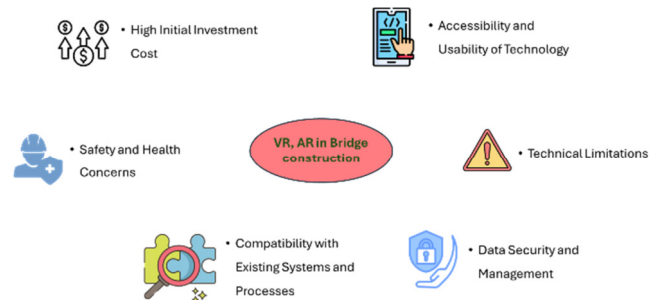 • High Initial Investment
Cost
• Accessibility and
Usability of Technology
• Safety and Health
Concerns
VR, AR in Bridge
construction
• Technical Limitations
• Compatibility with
Existing Systems and
Processes
• Data Security and
Management